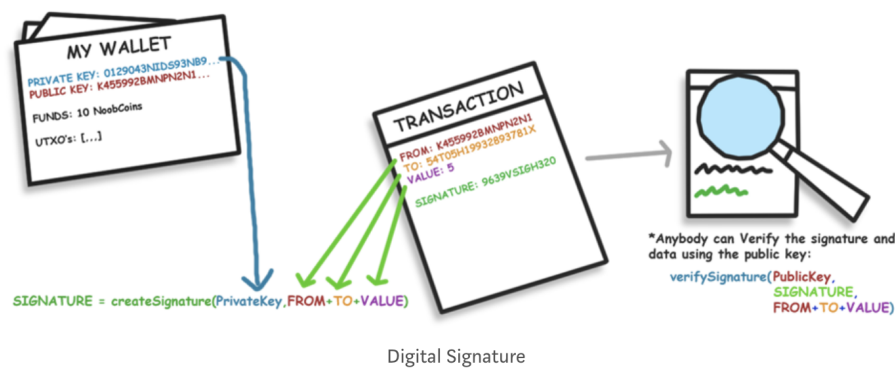 MY WALLET
PRIVATE KEY: 0129043NIDS93NB9...
PUBLIC KEY: K455992BMNPN2N1...
FUNDS: 10 NoobCoins
UTXO's: [...]
TRANSACTION
FROM: K455992BMNPN2N1
TO: 54T05H19932893781X
VALUE: 5
SIGNATURE: 9639VSIGH320
SIGNATURE = createSignature(PrivateKey,FROM+TO+VALUE)
*Anybody can Verify the signature and
data using the public key:
verifySignature(PublicKey,
SIGNATURE,
FROM+TO+VALUE)
Digital Signature